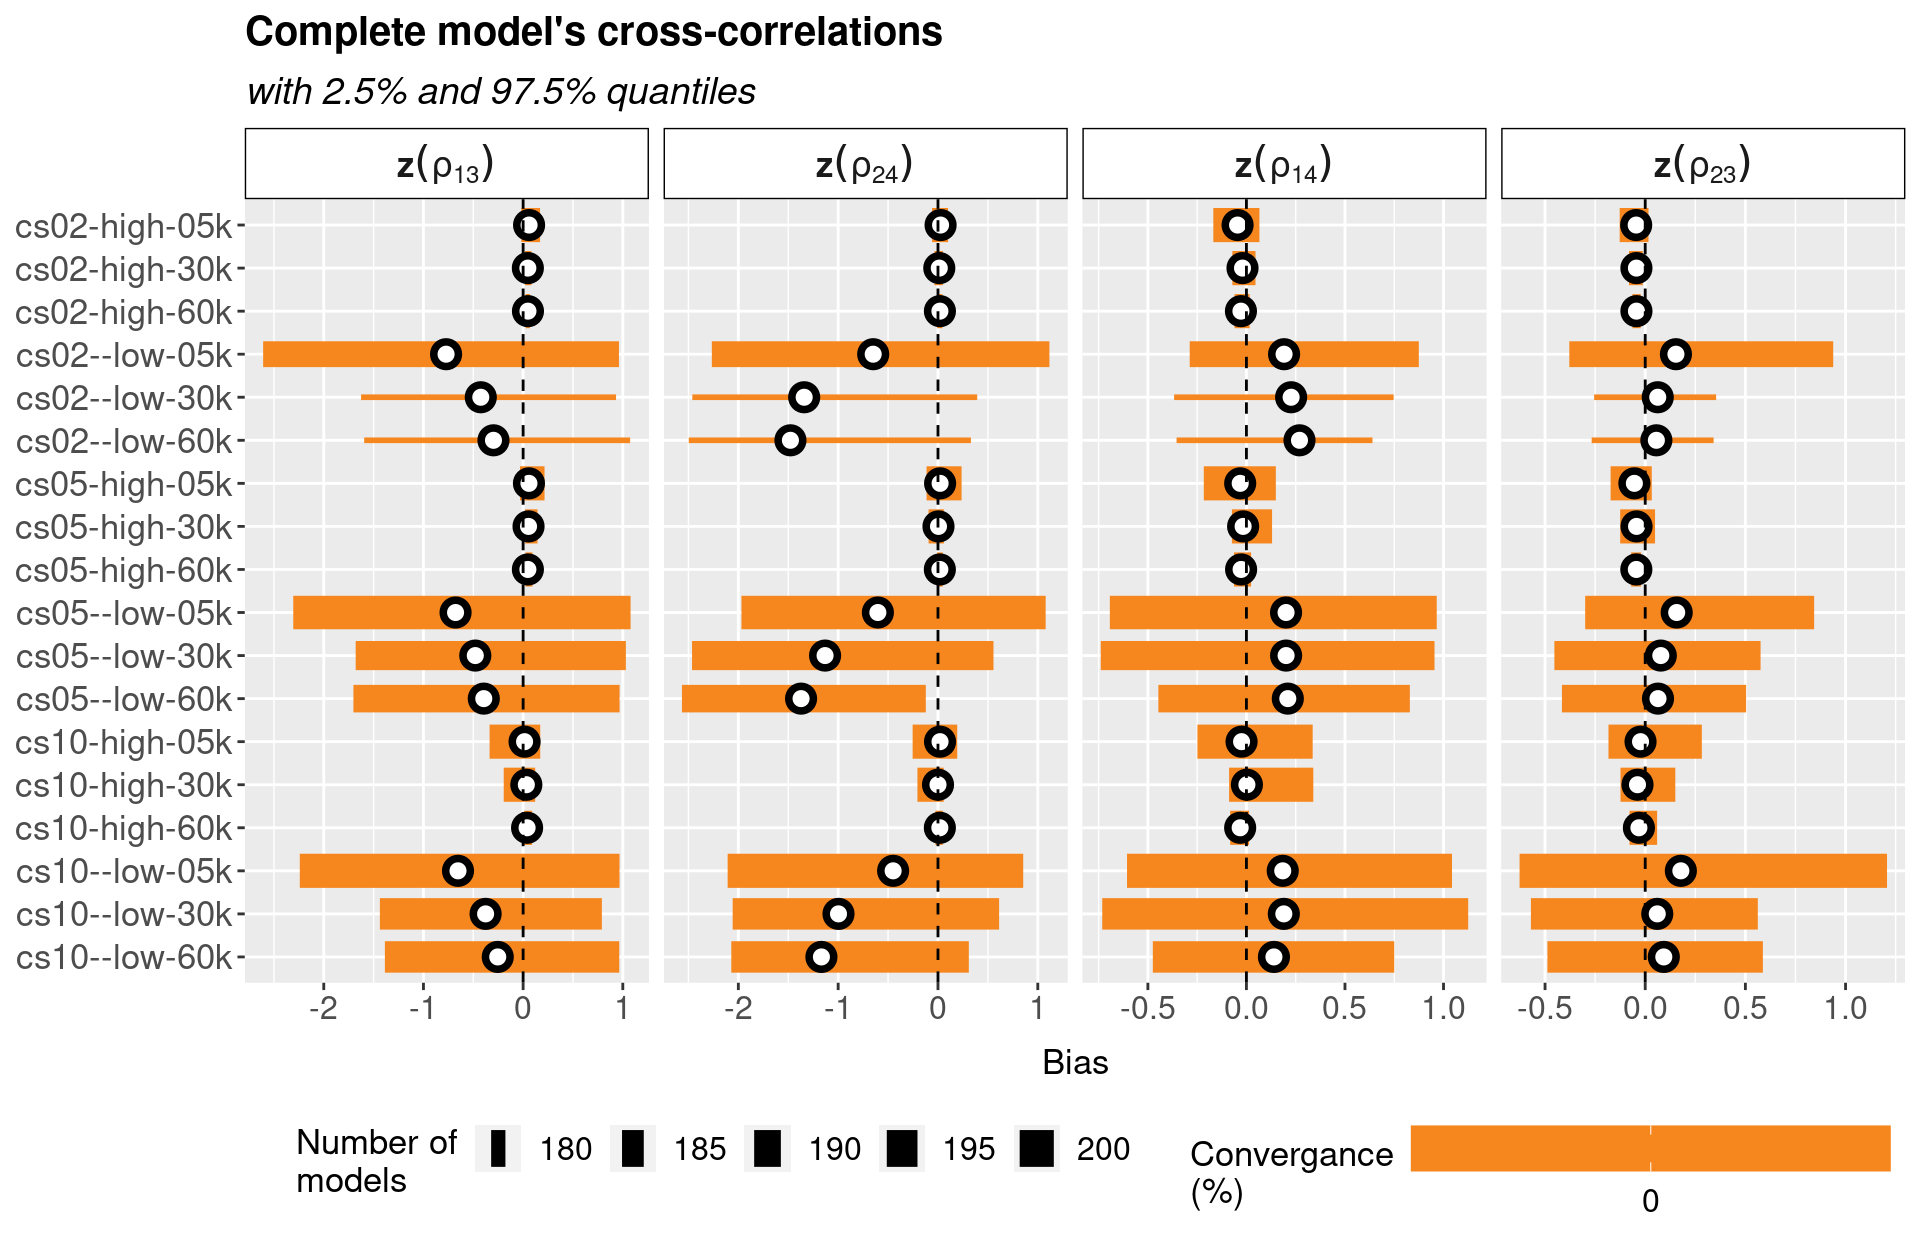 Complete model's cross-correlations
with 2.5% and 97.5% quantiles
z(ρ13) z(ρ24) z(ρ14) z(ρ23)
cs02-high-05k
cs02-high-30k
cs02-high-60k
cs02--low-05k
cs02--low-30k
cs02--low-60k
cs05-high-05k
cs05-high-30k
cs05-high-60k
cs05--low-05k
cs05--low-30k
cs05--low-60k
cs10-high-05k
cs10-high-30k
cs10-high-60k
cs10--low-05k
cs10--low-30k
cs10--low-60k
-2 -1 0 1 -2 -1 0 1 -0.5 0.0 0.5 1.0 -0.5 0.0 0.5 1.0
Bias
Number of
models
180 185 190 195 200
Convergance
(%)
0